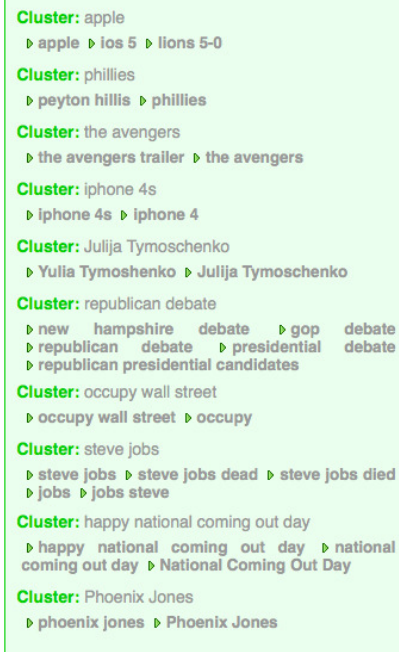 Cluster: apple
apple ios 5 lions 5-0
Cluster: phillies
peyton hillis phillies
Cluster: the avengers
the avengers trailer the avengers
Cluster: iphone 4s
iphone 4s iphone 4
Cluster: Julija Tymoschenko
Yulia Tymoshenko Julija Tymoschenko
Cluster: republican debate
new hampshire debate gop debate
republican debate presidential debate
republican presidential candidates
Cluster: occupy wall street
occupy wall street occupy
Cluster: steve jobs
steve jobs steve jobs dead steve jobs died
jobs jobs steve
Cluster: happy national coming out day
happy national coming out day national
coming out day National Coming Out Day
Cluster: Phoenix Jones
phoenix jones Phoenix Jones